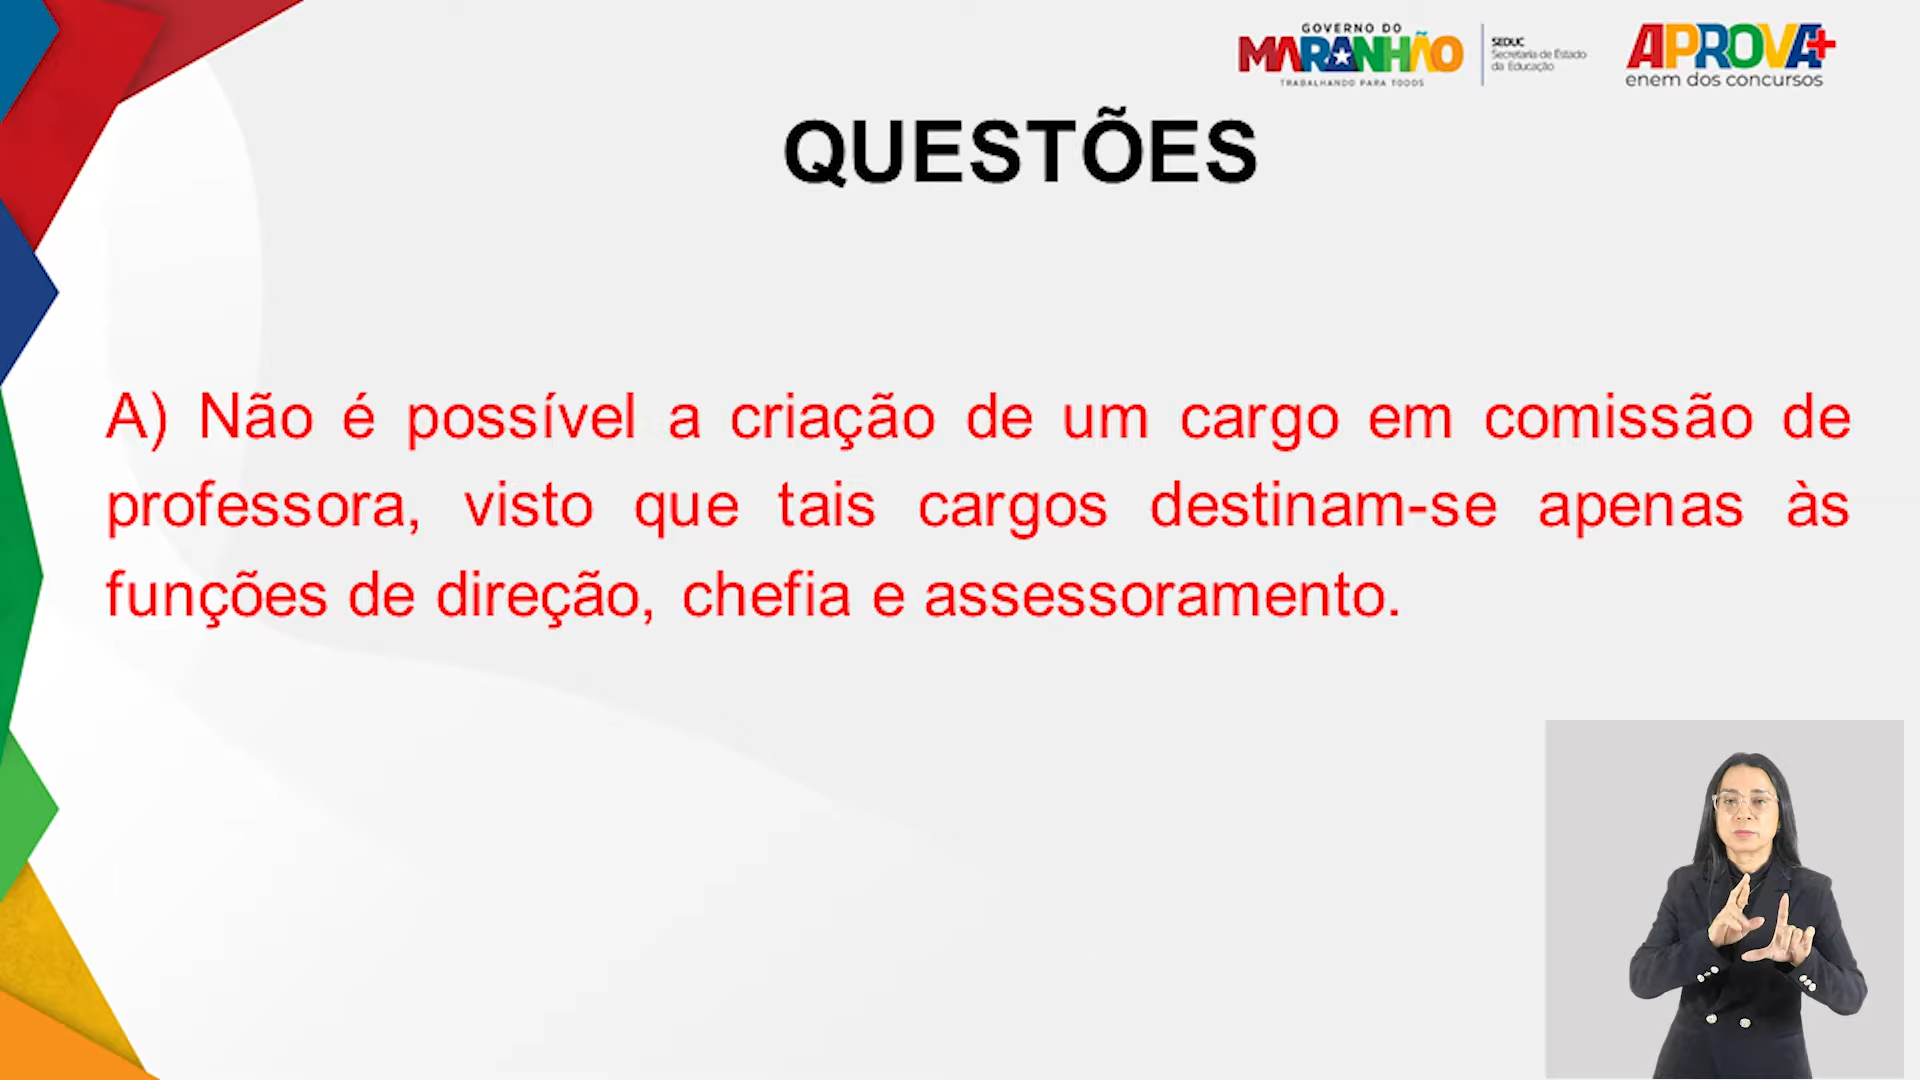 GOVERNO DO
MARANHÃO
TRABALHANDO PARA TODOS
SEDUC
Secretaria de Estado
da Educação
APROVA+
enem dos concursos
QUESTÕES
A) Não é possível a criação de um cargo em comissão de
professora, visto que tais cargos destinam-se apenas às
funções de direção, chefia e assessoramento.